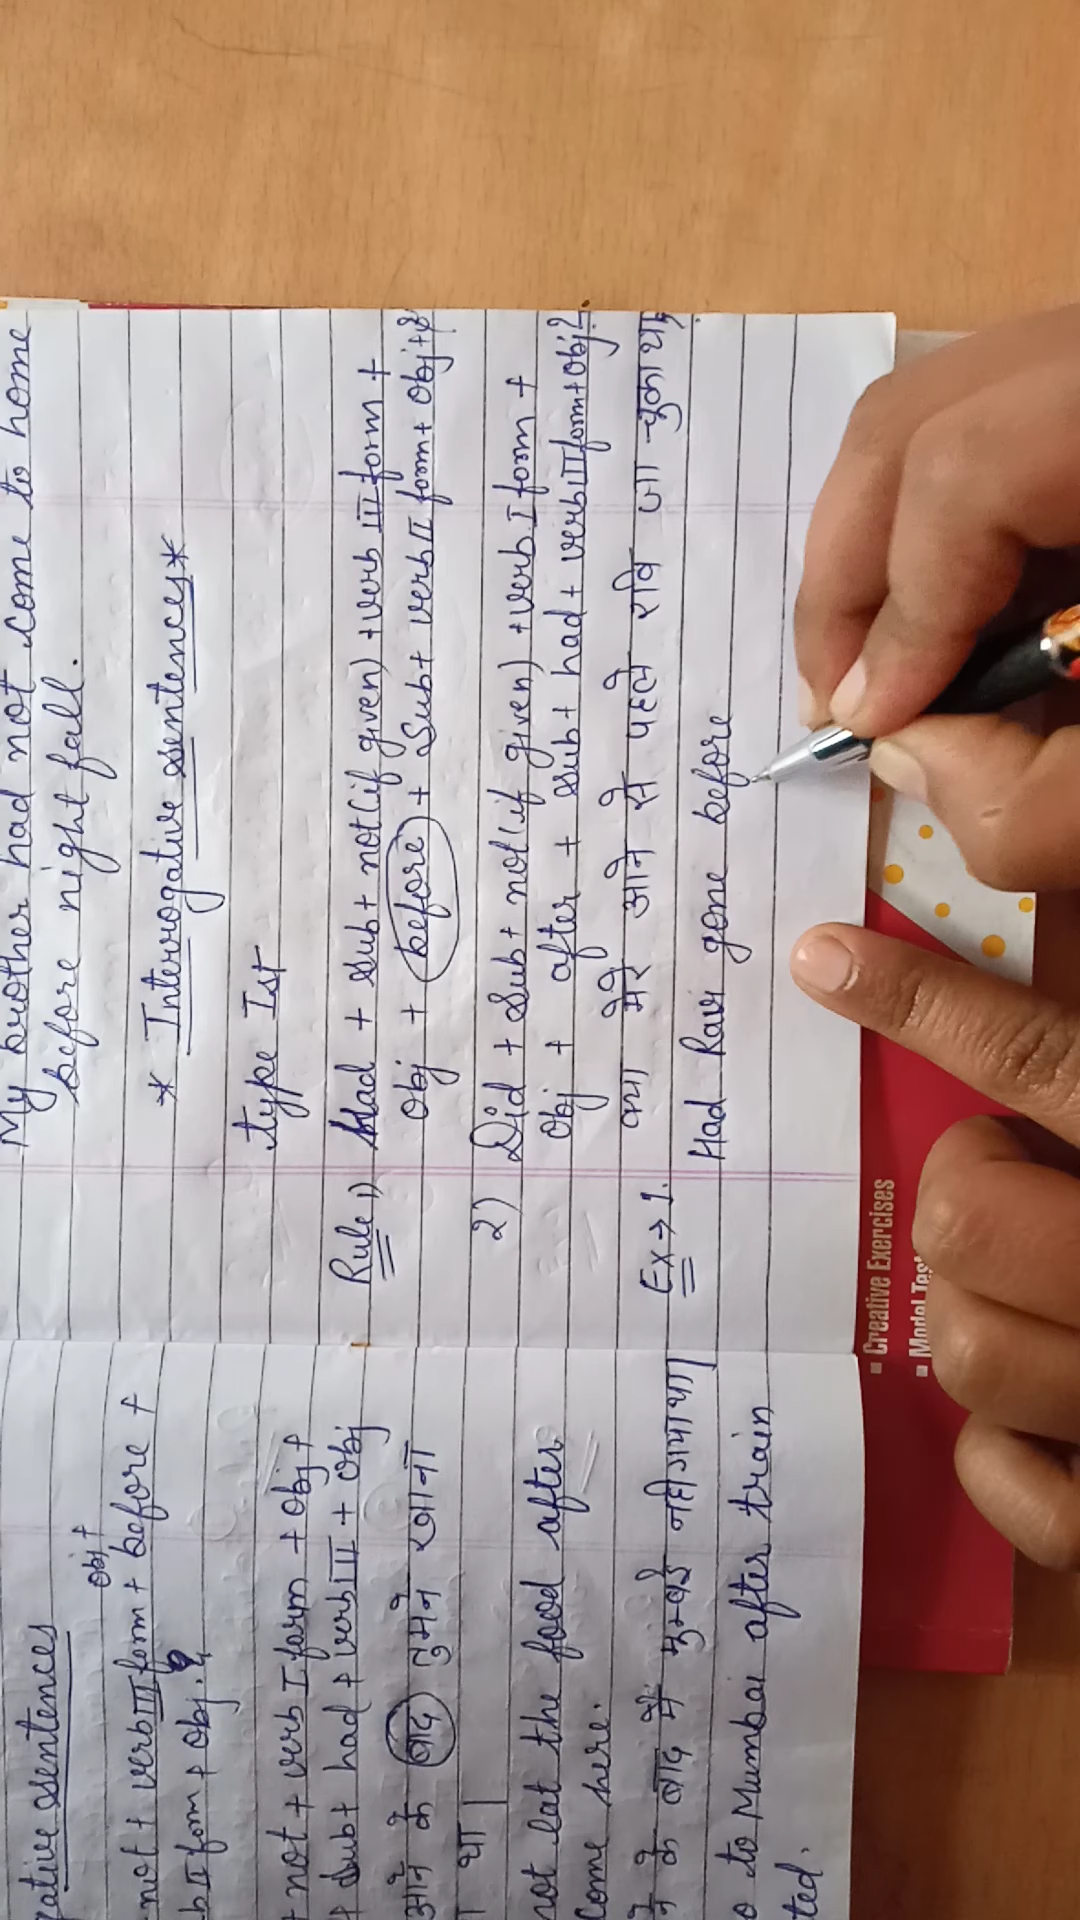 My brother had not come to home
before night fall.
* Interrogative sentences *
type Ist
Rule 1) Had + sub + not (if given) + verb III form +
obj + before + sub + verb II form + obj + ?
2) Did + sub + not (if given) + verb I form +
obj + after + sub + had + verb III form + obj?
Ex → 1. क्या मेरे आने से पहले रवि जा चुका था?
Had Ravi gone before
ative sentences
obj +
not + verb III form + before +
b II form + obj.
+ not + verb I form + obj +
+ sub + had + verb III + obj
आने के बाद तुमने खाना
था।
not eat the food after
come here.
ने के बाद मैं मुम्बई नहीं गया था।
o to Mumbai after train
ted.
▪ Creative Exercises
▪ Model Test